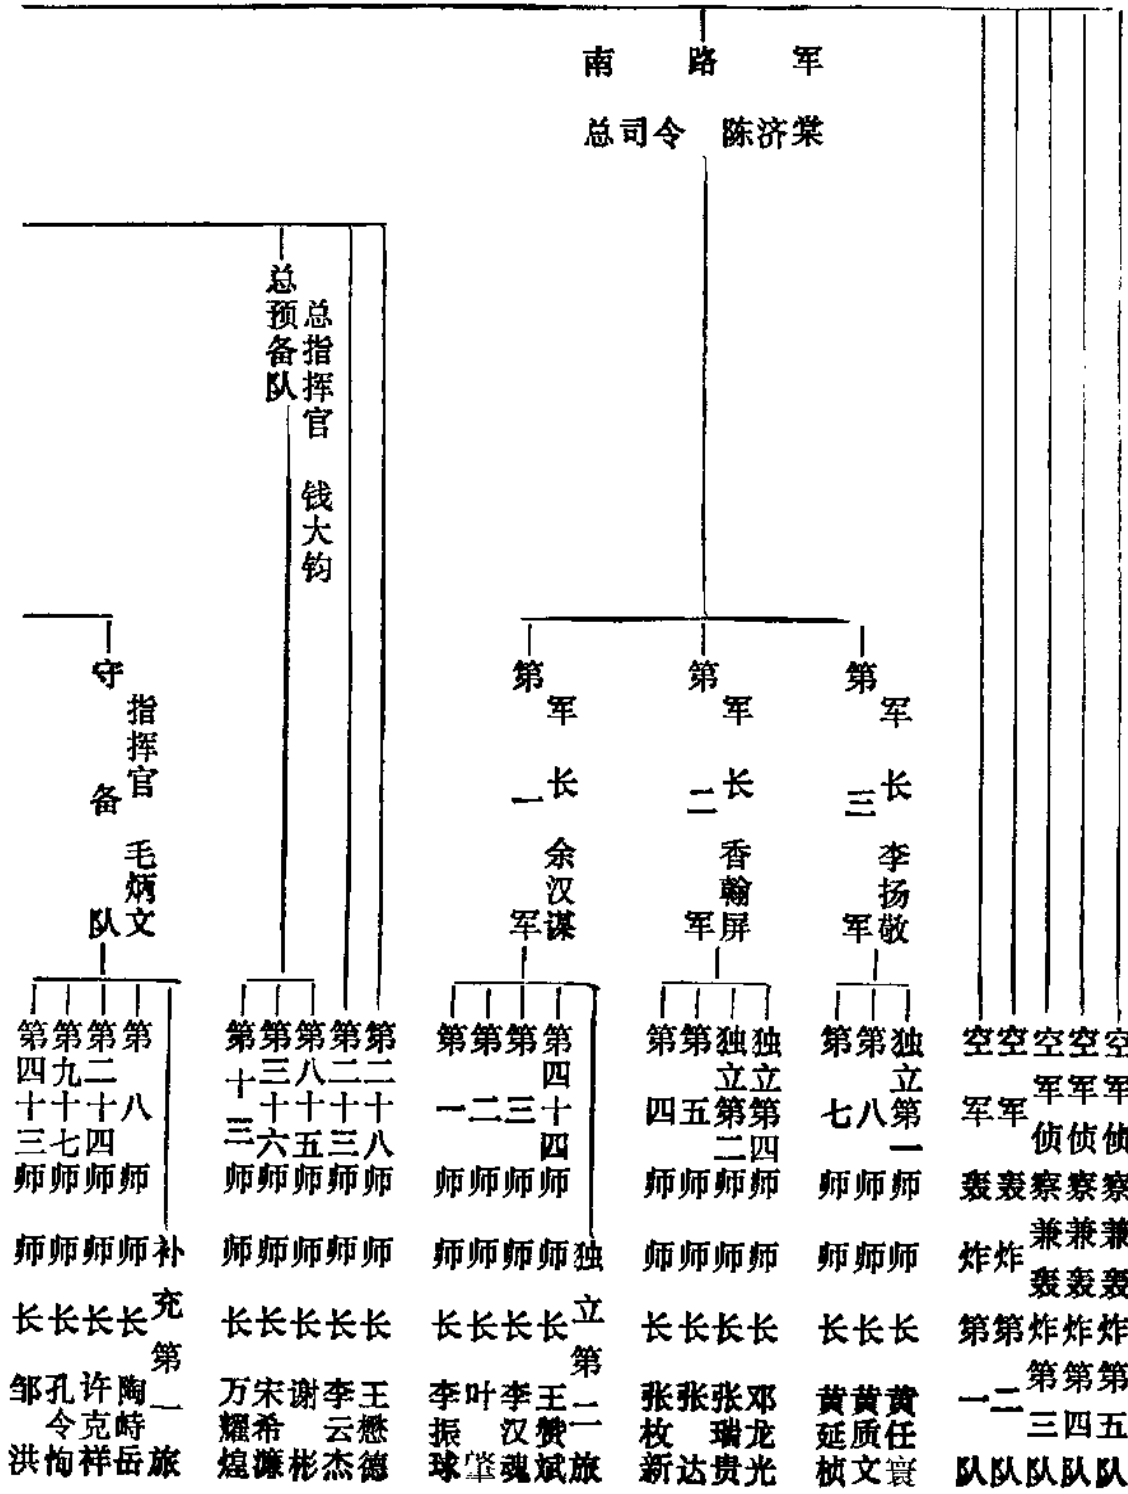 南路军
总司令 陈济棠
总预备队
总指挥官 钱大钧
守备队
指挥官 毛炳文
第一军
军长 余汉谋
第二军
军长 香翰屏
第三军
军长 李扬敬
第四十三师 师长 邹洪
第九十七师 师长 孔令恂
第二十四师 师长 许克祥
第八师 师长 陶峙岳
补充第一旅
第十三师 师长 万耀煌
第三十六师 师长 宋希濂
第八十五师 师长 谢彬
第二十三师 师长 李云杰
第二十八师 师长 王懋德
第一师 师长 李振球
第二师 师长 叶肇
第三师 师长 李汉魂
第四十四师 师长 王赞斌
独立第二旅
第四师 师长 张枚新
第五师 师长 张达
独立第二师 师长 张瑞贵
独立第四师 师长 邓龙光
第七师 师长 黄延桢
第八师 师长 黄质文
独立第一师 师长 黄任寰
空军轰炸第一队
空军轰炸第二队
空军侦察兼轰炸第三队
空军侦察兼轰炸第四队
空军侦察兼轰炸第五队